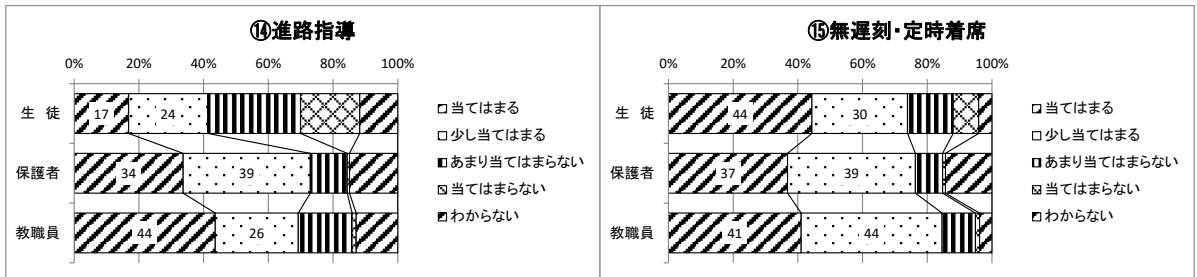 ⑭進路指導
0% 20% 40% 60% 80% 100%
生 徒 17 24
保護者 34 39
教職員 44 26
当てはまる
少し当てはまる
あまり当てはまらない
当てはまらない
わからない
⑮無遅刻・定時着席
0% 20% 40% 60% 80% 100%
生 徒 44 30
保護者 37 39
教職員 41 44
当てはまる
少し当てはまる
あまり当てはまらない
当てはまらない
わからない